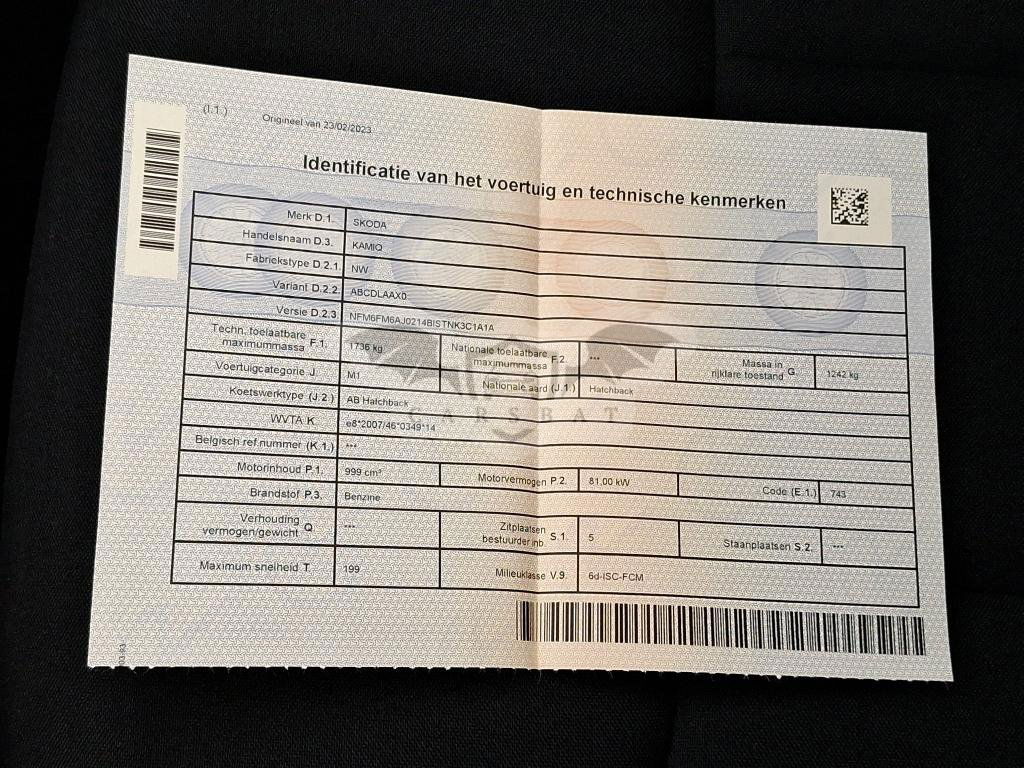 (I.1.) Origineel van 23/02/2023
Identificatie van het voertuig en technische kenmerken
Merk D.1. SKODA
Handelsnaam D.3. KAMIQ
Fabriekstype D.2.1. NW
Variant D.2.2. ABCDLAAX0
Versie D.2.3. NFM6FM6AJ0214BISTNK3C1A1A
Techn. toelaatbare maximummassa F.1. 1736 kg Nationale toelaatbare maximummassa F.2. --- Massa in rijklare toestand G. 1242 kg
Voertuigcategorie J. M1 Nationale aard (J.1.) Hatchback
Koetswerktype (J.2.) AB Hatchback
CARSBAT
WVTA K. e8*2007/46*0349*14
Belgisch ref.nummer (K.1.) ---
Motorinhoud P.1. 999 cm³ Motorvermogen P.2. 81,00 kW Code (E.1.) 743
Brandstof P.3. Benzine
Verhouding vermogen/gewicht Q --- Zitplaatsen bestuurder inb. S.1. 5 Staanplaatsen S.2. ---
Maximum snelheid T. 199 Milieuklasse V.9. 6d-ISC-FCM